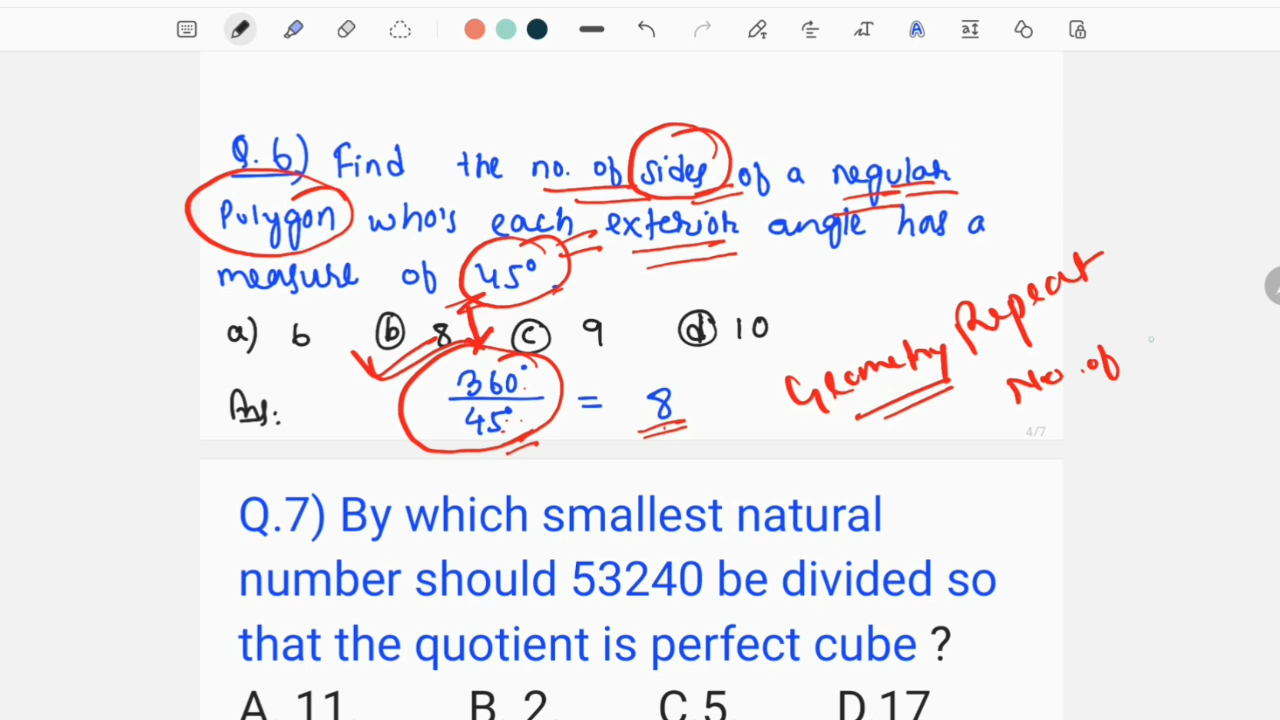 Q.6) Find the no. of sides of a regular
Polygon who's each exterior angle has a
measure of 45°.
a) 6 b 8 c 9 d 10
Geometry Repeat
No. of
Ans: 360°/45° = 8
4/7
Q.7) By which smallest natural
number should 53240 be divided so
that the quotient is perfect cube ?
A. 11. B. 2. C.5. D.17